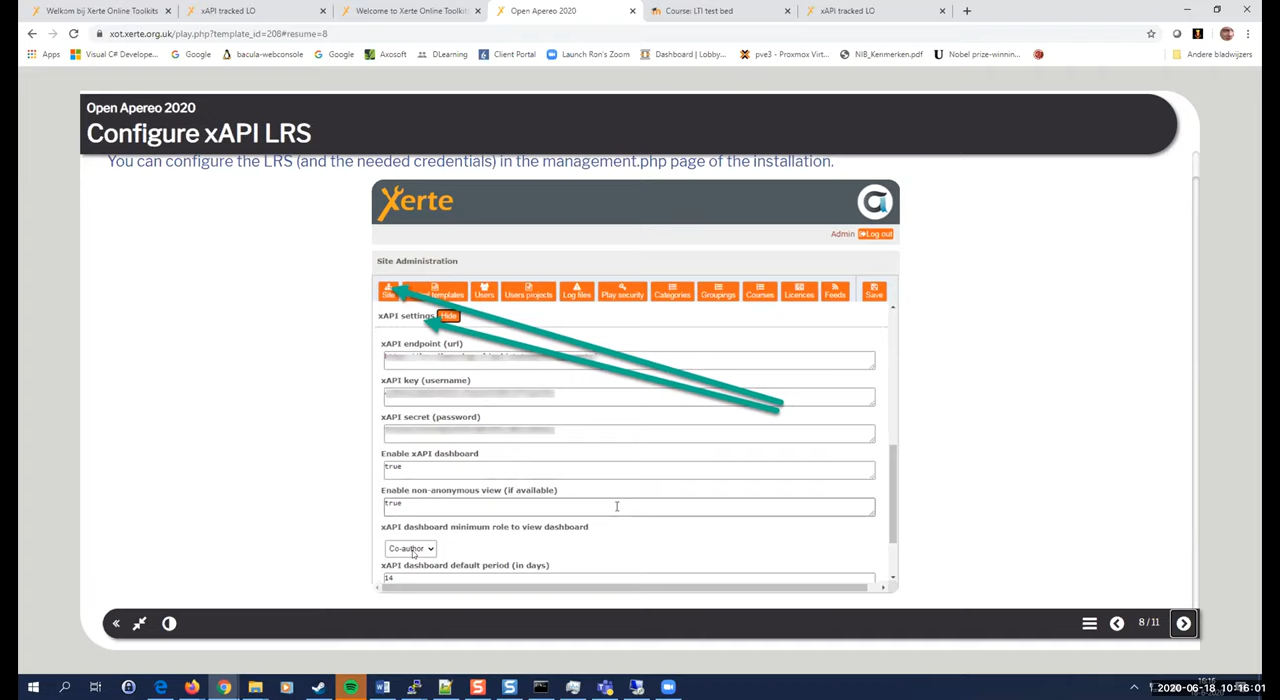 Welkom bij Xerte Online Toolkits
xAPI tracked LO
Welcome to Xerte Online Toolkit
Open Apereo 2020
Course: LTI test bed
xAPI tracked LO
xot.xerte.org.uk/play.php?template_id=208#resume=8
Apps
Visual C# Develope...
Google
bacula-webconsole
Google
Axosoft
DLearning
Client Portal
Launch Ron's Zoom
Dashboard | Lobby...
pve3 - Proxmox Vir...
NIB_Kenmerken.pdf
Nobel prize-winnin...
Andere bladwijzers
Open Apereo 2020
Configure xAPI LRS
You can configure the LRS (and the needed credentials) in the management.php page of the installation.
Xerte
Admin Log out
Site Administration
Site
templates
Users
Users projects
Log files
Play security
Categories
Groupings
Courses
Licences
Feeds
Save
xAPI settings Hide
xAPI endpoint (url)
xAPI key (username)
xAPI secret (password)
Enable xAPI dashboard
true
Enable non-anonymous view (if available)
true
xAPI dashboard minimum role to view dashboard
Co-author
xAPI dashboard default period (in days)
14
8 / 11
16:16
2020-06-18 10:16:01